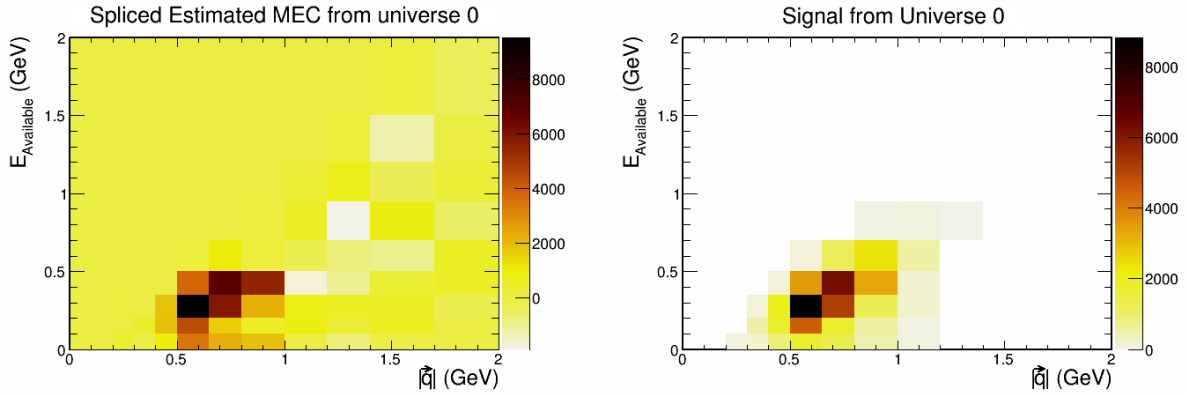 Spliced Estimated MEC from universe 0
E_Available (GeV)
2
1.5
1
0.5
0
0 0.5 1 1.5 2
|q⃗| (GeV)
8000
6000
4000
2000
0
Signal from Universe 0
E_Available (GeV)
2
1.5
1
0.5
0
0 0.5 1 1.5 2
|q⃗| (GeV)
8000
6000
4000
2000
0